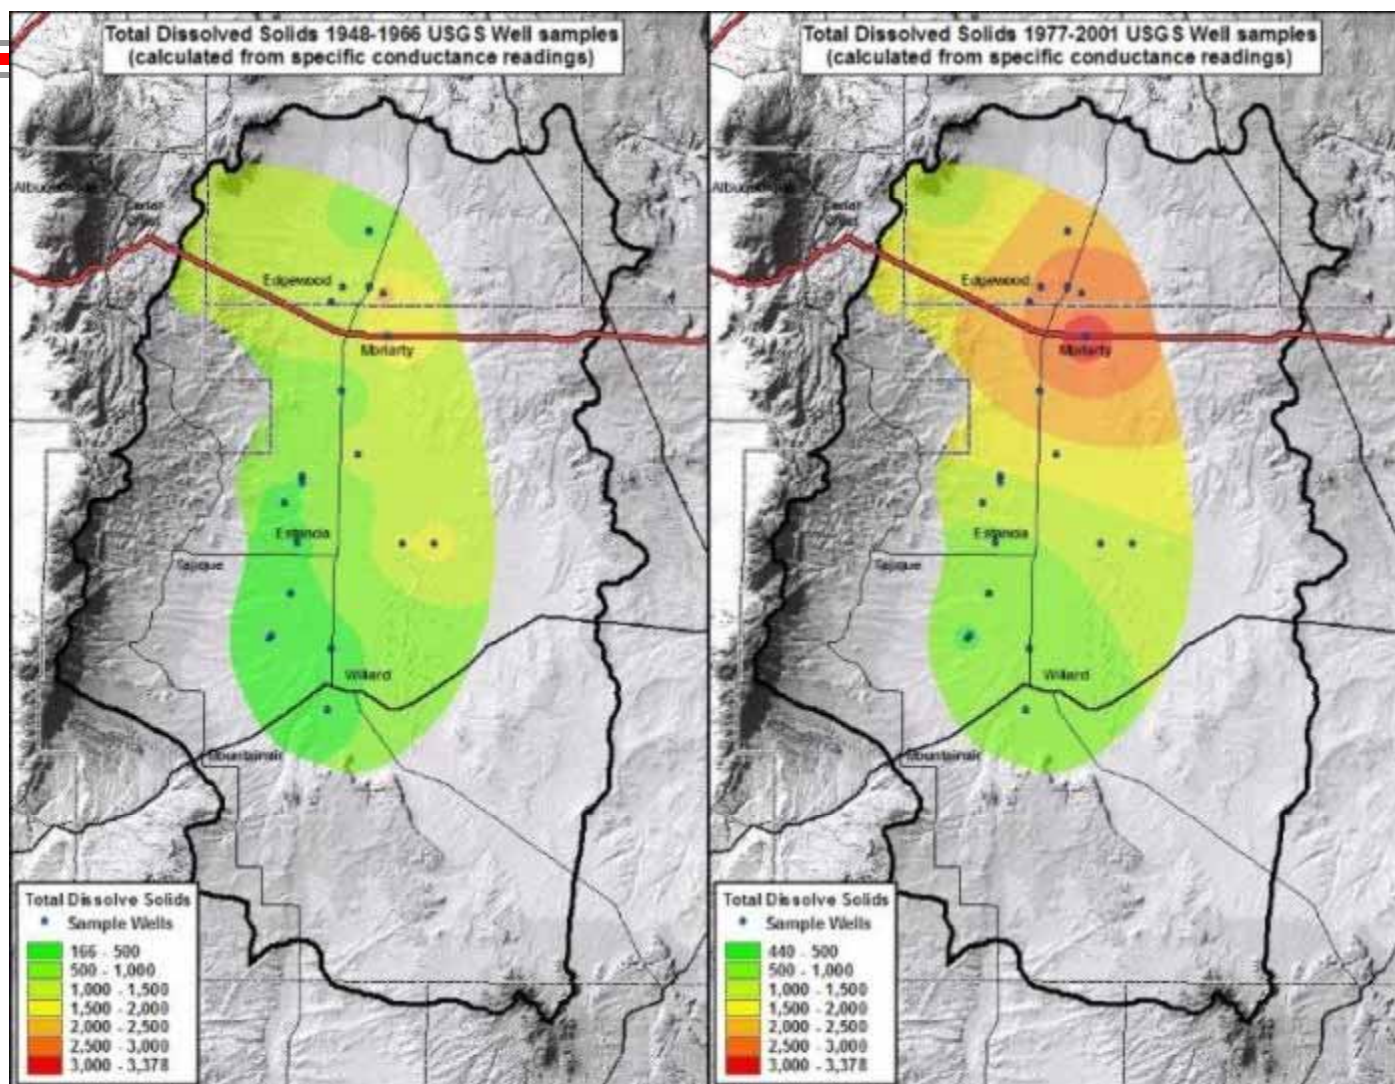 Total Dissolved Solids 1948-1966 USGS Well samples
(calculated from specific conductance readings)
Edgewood
Moriarty
Estancia
Tajique
Willard
Mountainair
Total Dissolve Solids
Sample Wells
166 - 500
500 - 1,000
1,000 - 1,500
1,500 - 2,000
2,000 - 2,500
2,500 - 3,000
3,000 - 3,378
Total Dissolved Solids 1977-2001 USGS Well samples
(calculated from specific conductance readings)
Edgewood
Moriarty
Estancia
Tajique
Willard
Mountainair
Total Dissolve Solids
Sample Wells
440 - 500
500 - 1,000
1,000 - 1,500
1,500 - 2,000
2,000 - 2,500
2,500 - 3,000
3,000 - 3,378